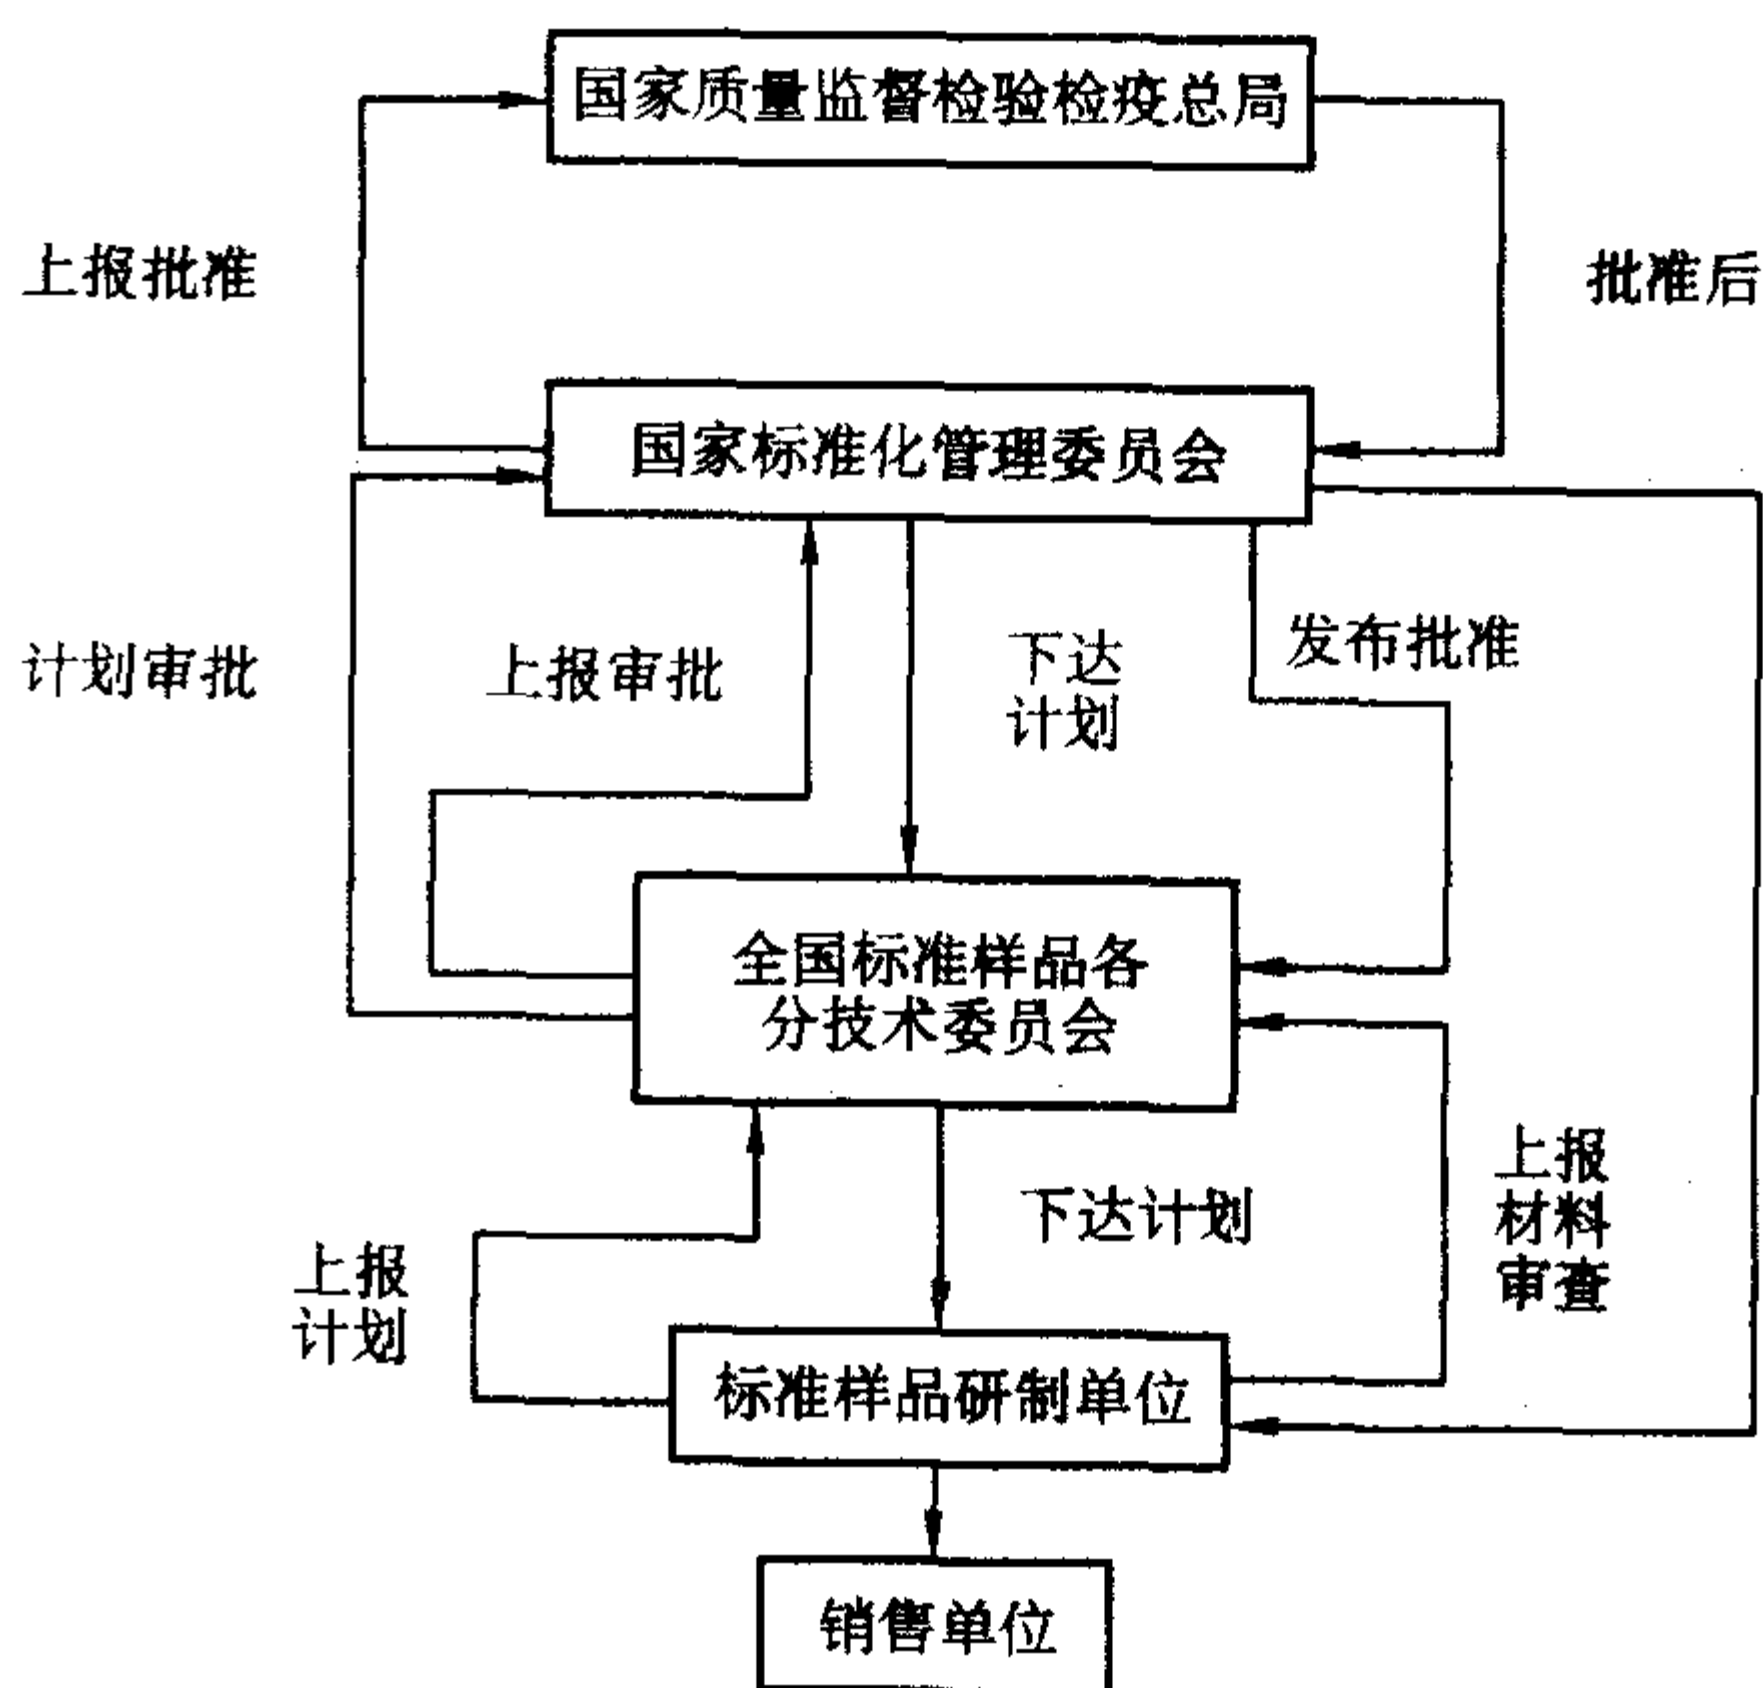 国家质量监督检验检疫总局
上报批准
批准后
国家标准化管理委员会
计划审批
上报审批
下达
计划
发布批准
全国标准样品各
分技术委员会
上报
计划
下达计划
上报
材料
审查
标准样品研制单位
销售单位